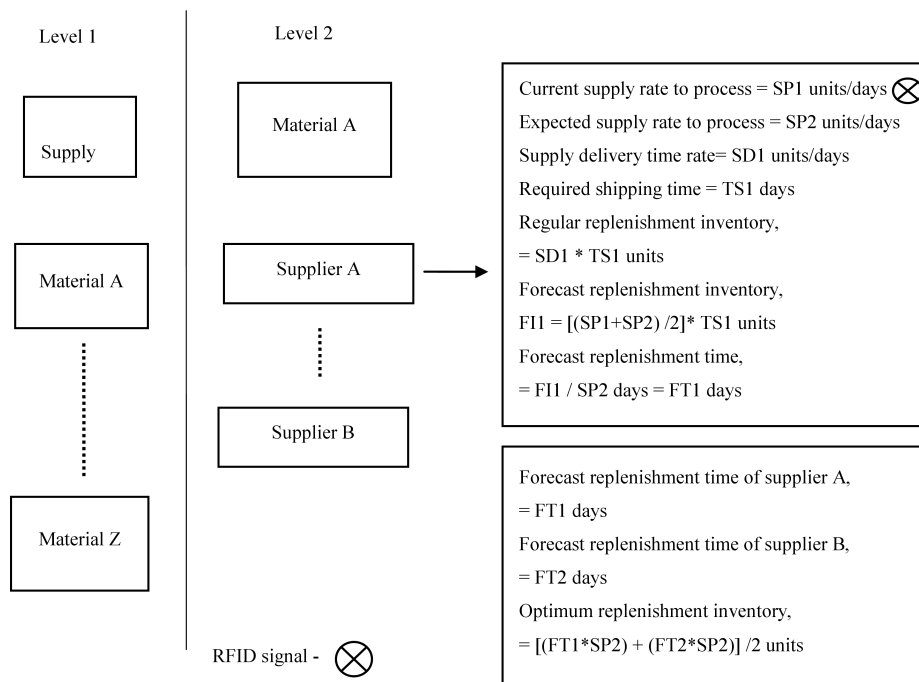 Level 1
Supply
Material A
Material Z
Level 2
Material A
Supplier A
Supplier B
RFID signal -
Current supply rate to process = SP1 units/days
Expected supply rate to process = SP2 units/days
Supply delivery time rate= SD1 units/days
Required shipping time = TS1 days
Regular replenishment inventory,
= SD1 * TS1 units
Forecast replenishment inventory,
FI1 = [(SP1+SP2) /2]* TS1 units
Forecast replenishment time,
= FI1 / SP2 days = FT1 days
Forecast replenishment time of supplier A,
= FT1 days
Forecast replenishment time of supplier B,
= FT2 days
Optimum replenishment inventory,
= [(FT1*SP2) + (FT2*SP2)] /2 units